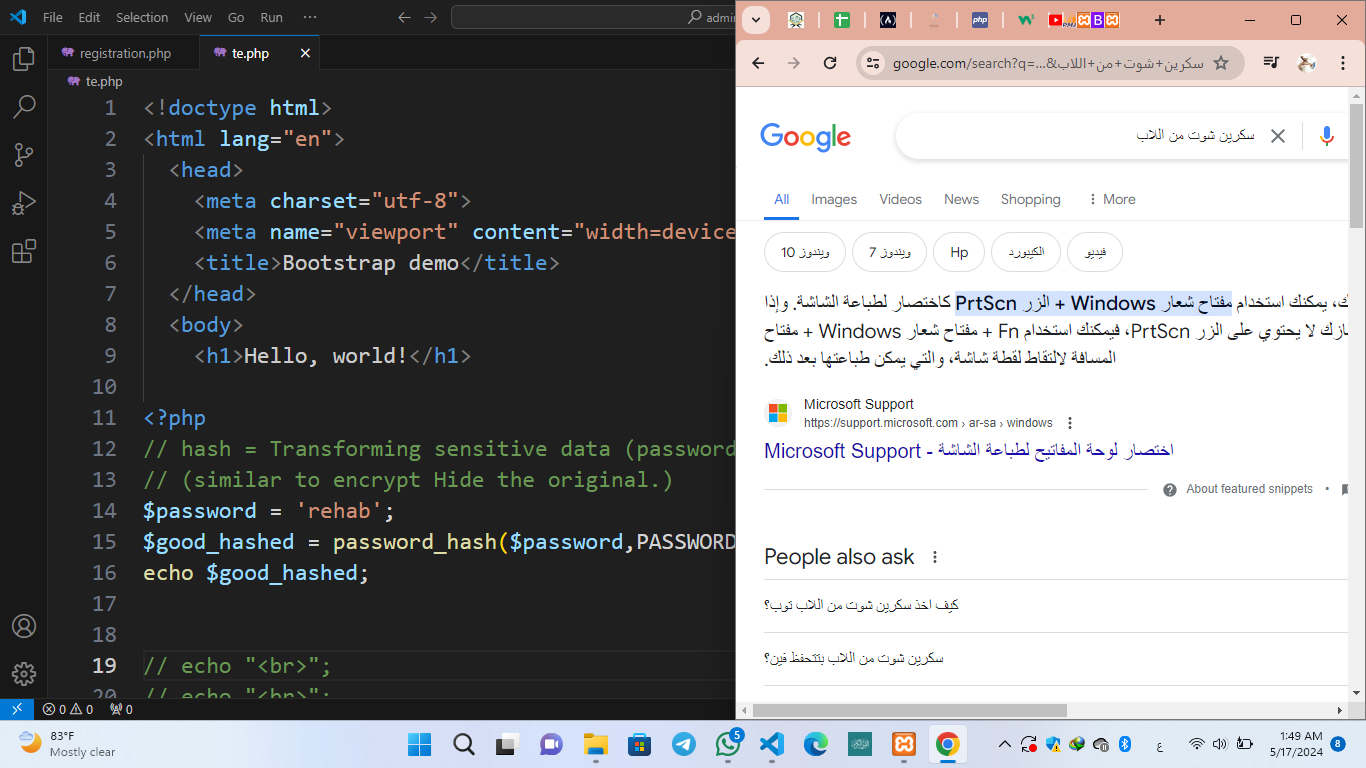 File Edit Selection View Go Run ···
admin
registration.php
te.php
te.php
1 <!doctype html>
2 <html lang="en">
3 <head>
4 <meta charset="utf-8">
5 <meta name="viewport" content="width=device
6 <title>Bootstrap demo</title>
7 </head>
8 <body>
9 <h1>Hello, world!</h1>
10
11 <?php
12 // hash = Transforming sensitive data (password
13 // (similar to encrypt Hide the original.)
14 $password = 'rehab';
15 $good_hashed = password_hash($password,PASSWORD
16 echo $good_hashed;
17
18
19 // echo "<br>";
20 // echo "<br>";
0 0 0
php
google.com/search?q=سكرين+شوت+من+اللاب&...
Google
سكرين شوت من اللاب
All Images Videos News Shopping More
ويندوز 10
ويندوز 7
Hp
الكيبورد
فيديو
ك، يمكنك استخدام مفتاح شعار Windows + الزر PrtScn كاختصار لطباعة الشاشة. وإذا
ازك لا يحتوي على الزر PrtScn، فيمكنك استخدام Fn + مفتاح شعار Windows + مفتاح
المسافة لالتقاط لقطة شاشة، والتي يمكن طباعتها بعد ذلك.
Microsoft Support
https://support.microsoft.com › ar-sa › windows
اختصار لوحة المفاتيح لطباعة الشاشة - Microsoft Support
About featured snippets •
People also ask
كيف اخذ سكرين شوت من اللاب توب؟
سكرين شوت من اللاب بتتحفظ فين؟
83°F
Mostly clear
5
ع
1:49 AM
5/17/2024
8